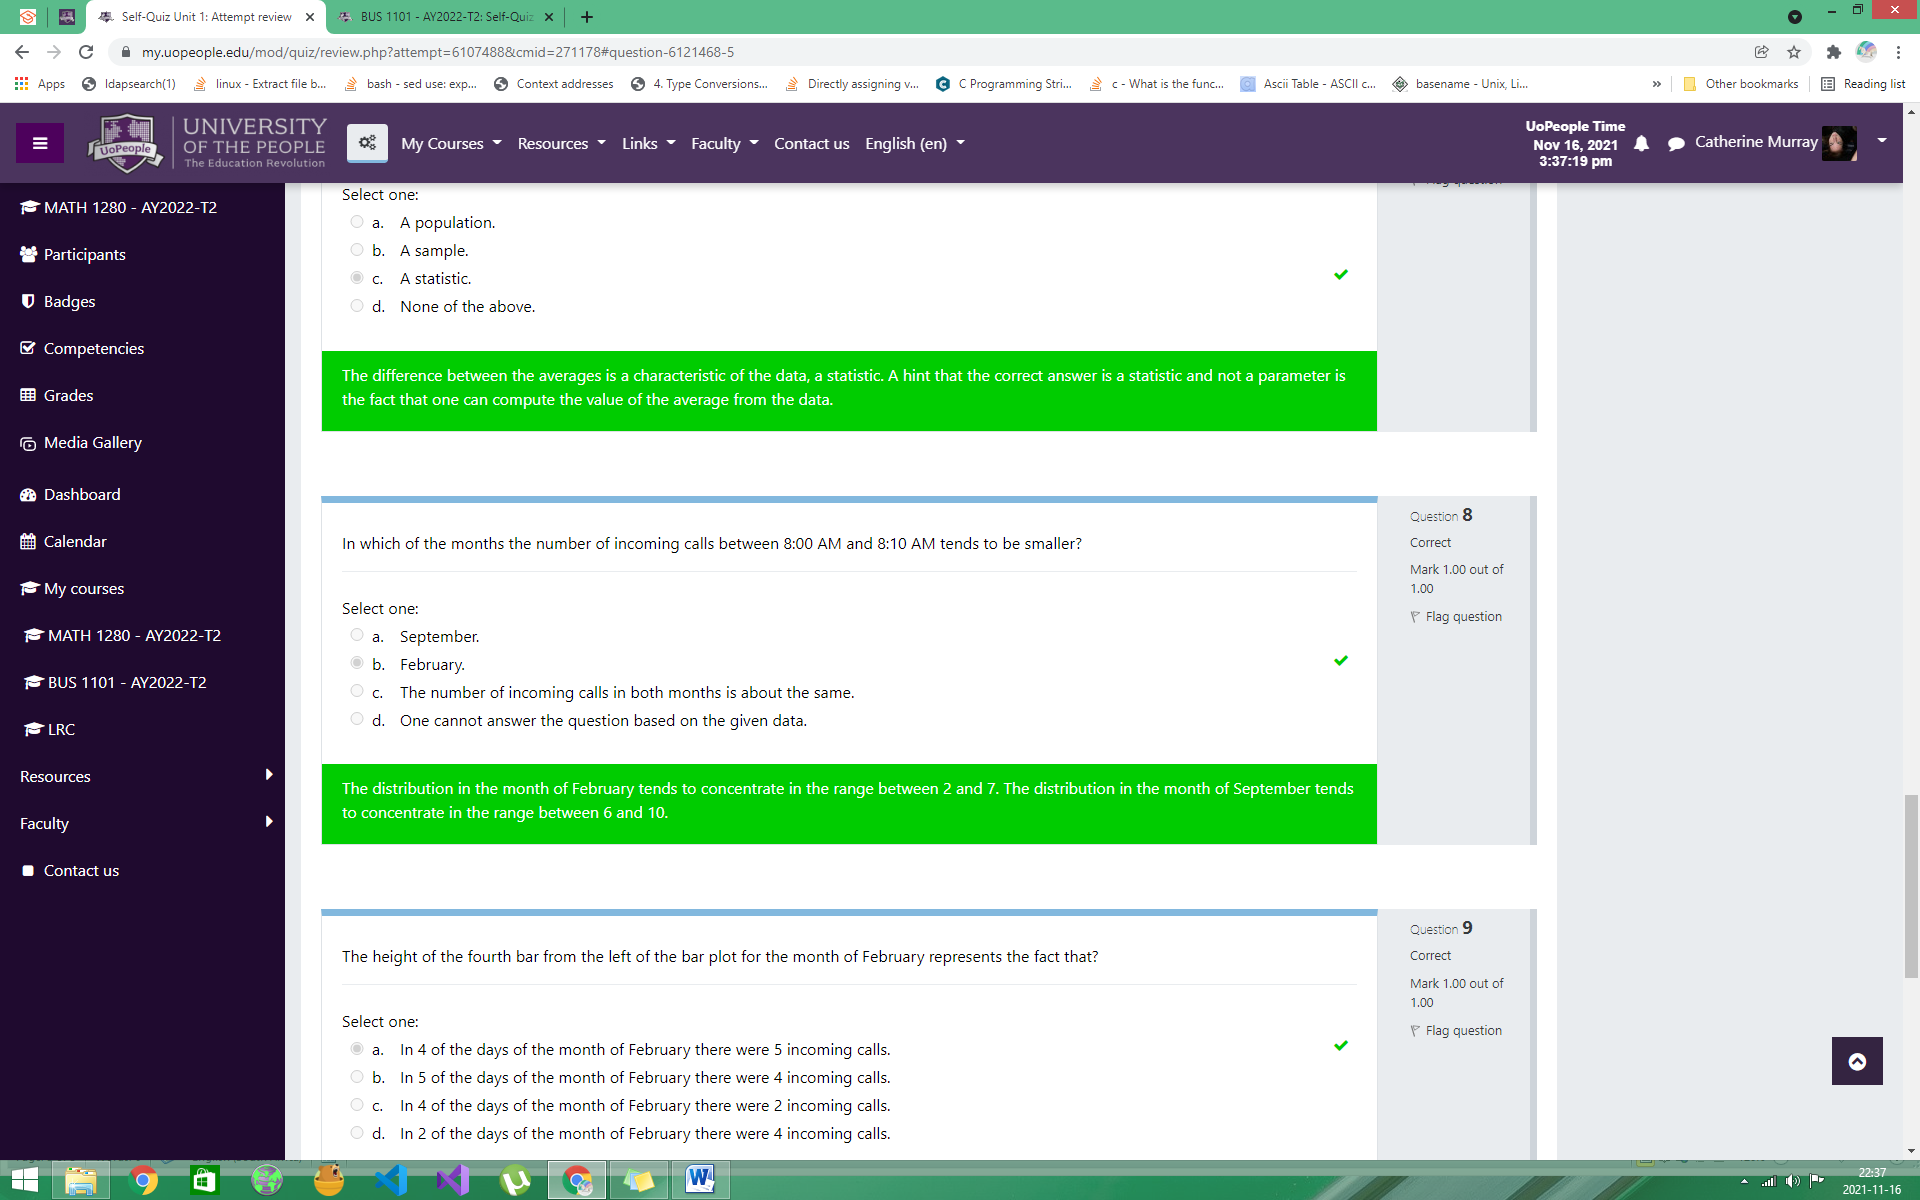 Self-Quiz Unit 1: Attempt review
BUS 1101 - AY2022-T2: Self-Quiz
my.uopeople.edu/mod/quiz/review.php?attempt=6107488&cmid=271178#question-6121468-5
Apps
ldapsearch(1)
linux - Extract file b...
bash - sed use: exp...
Context addresses
4. Type Conversions...
Directly assigning v...
C Programming Stri...
c - What is the func...
Ascii Table - ASCII c...
basename - Unix, Li...
»
Other bookmarks
Reading list
UoPeople
UNIVERSITY
OF THE PEOPLE
The Education Revolution
My Courses
Resources
Links
Faculty
Contact us
English (en)
UoPeople Time
Nov 16, 2021
3:37:19 pm
Catherine Murray
MATH 1280 - AY2022-T2
Participants
Badges
Competencies
Grades
Media Gallery
Dashboard
Calendar
My courses
MATH 1280 - AY2022-T2
BUS 1101 - AY2022-T2
LRC
Resources
Faculty
Contact us
Select one:
a. A population.
b. A sample.
c. A statistic.
d. None of the above.
The difference between the averages is a characteristic of the data, a statistic. A hint that the correct answer is a statistic and not a parameter is
the fact that one can compute the value of the average from the data.
Question 8
Correct
Mark 1.00 out of
1.00
Flag question
In which of the months the number of incoming calls between 8:00 AM and 8:10 AM tends to be smaller?
Select one:
a. September.
b. February.
c. The number of incoming calls in both months is about the same.
d. One cannot answer the question based on the given data.
The distribution in the month of February tends to concentrate in the range between 2 and 7. The distribution in the month of September tends
to concentrate in the range between 6 and 10.
Question 9
Correct
Mark 1.00 out of
1.00
Flag question
The height of the fourth bar from the left of the bar plot for the month of February represents the fact that?
Select one:
a. In 4 of the days of the month of February there were 5 incoming calls.
b. In 5 of the days of the month of February there were 4 incoming calls.
c. In 4 of the days of the month of February there were 2 incoming calls.
d. In 2 of the days of the month of February there were 4 incoming calls.
22:37
2021-11-16